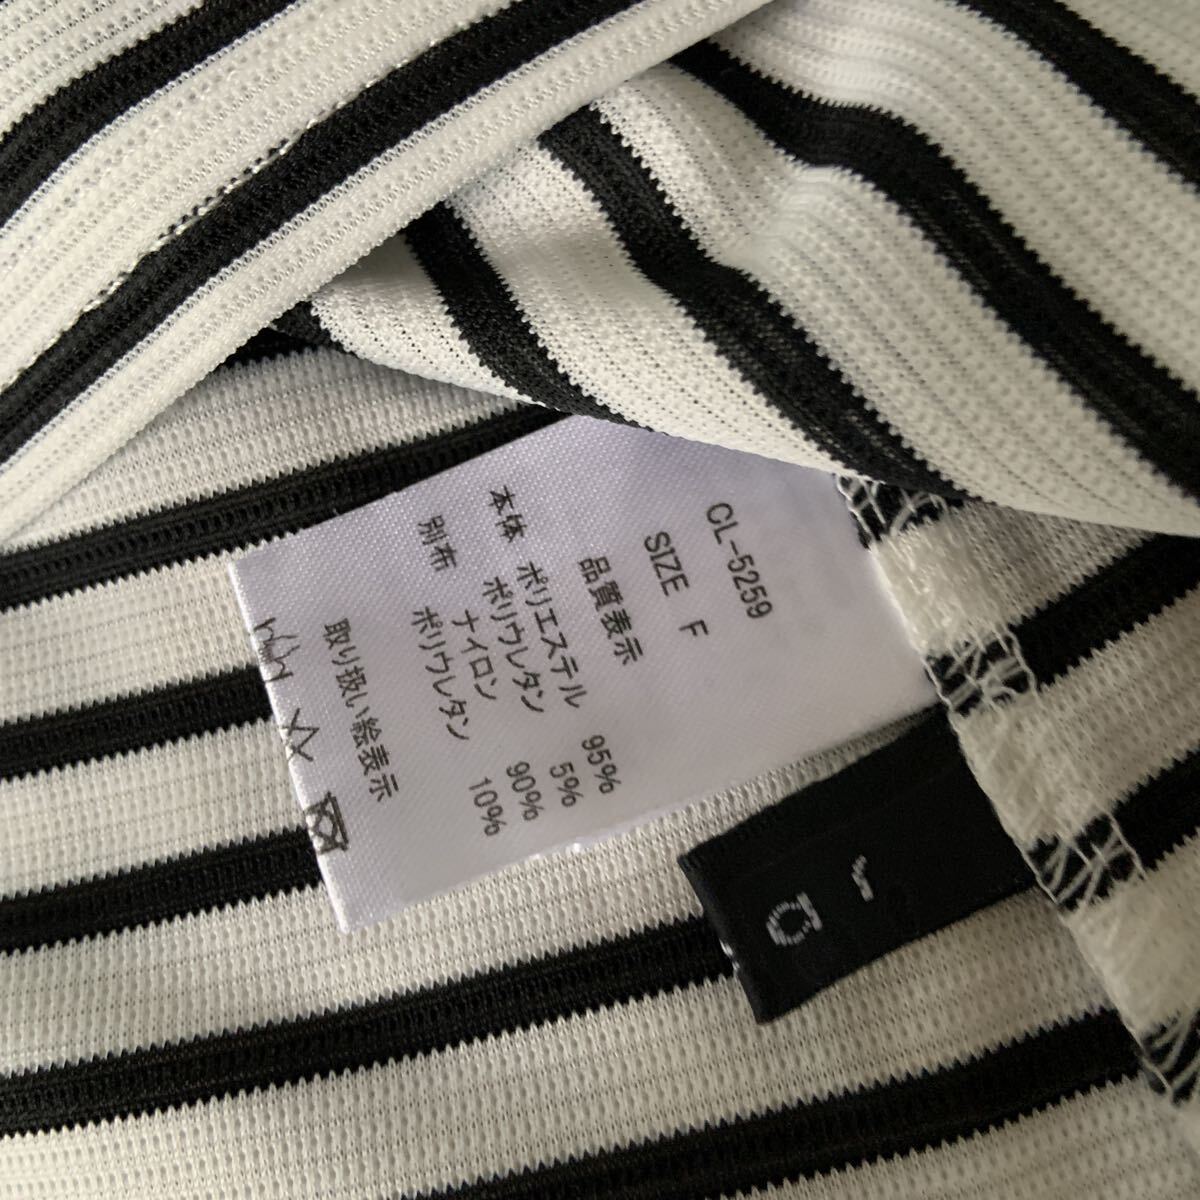 CL-5259
SIZE F
品質表示
本体 ポリエステル 95%
ポリウレタン 5%
別布 ナイロン 90%
ポリウレタン 10%
取り扱い絵表示